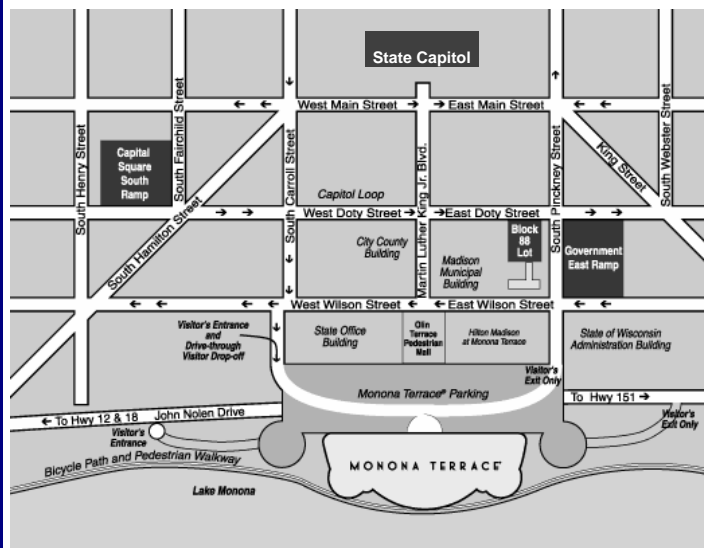 State Capitol
West Main Street
East Main Street
South Henry Street
South Fairchild Street
South Carroll Street
Martin Luther King Jr. Blvd.
South Pinckney Street
King Street
South Webster Street
Capital
Square
South
Ramp
Capitol Loop
South Hamilton Street
West Doty Street
East Doty Street
City County
Building
Madison
Municipal
Building
Block
88
Lot
Government
East Ramp
West Wilson Street
East Wilson Street
Visitor's Entrance
and
Drive-through
Visitor Drop-off
State Office
Building
Olin
Terrace
Pedestrian
Mall
Hilton Madison
at Monona Terrace
State of Wisconsin
Administration Building
Visitor's
Exit Only
Monona Terrace® Parking
To Hwy 151
To Hwy 12 & 18
John Nolen Drive
Visitor's
Entrance
Visitor's
Exit Only
Bicycle Path and Pedestrian Walkway
MONONA TERRACE
Lake Monona